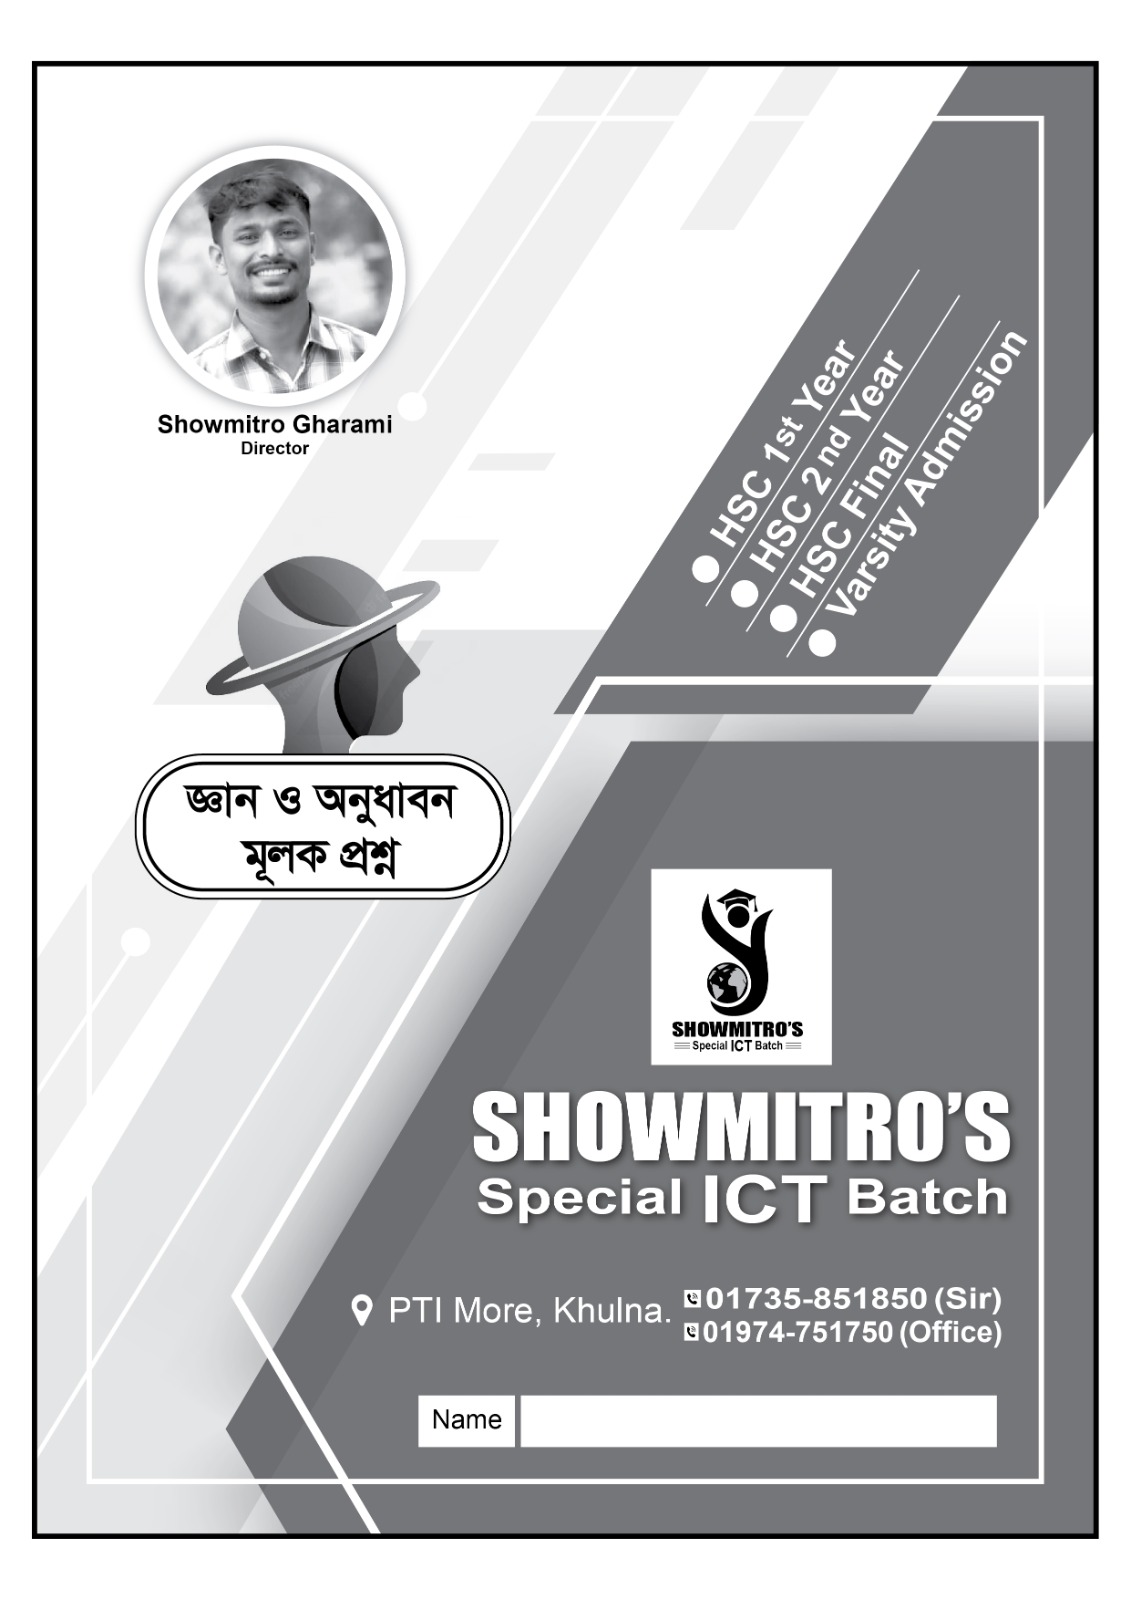 Showmitro Gharami
Director
HSC 1st Year
HSC 2nd Year
HSC Final
Varsity Admission
জ্ঞান ও অনুধাবন
মূলক প্রশ্ন
SHOWMITRO'S
Special ICT Batch
SHOWMITRO'S
Special ICT Batch
PTI More, Khulna.
01735-851850 (Sir)
01974-751750 (Office)
Name